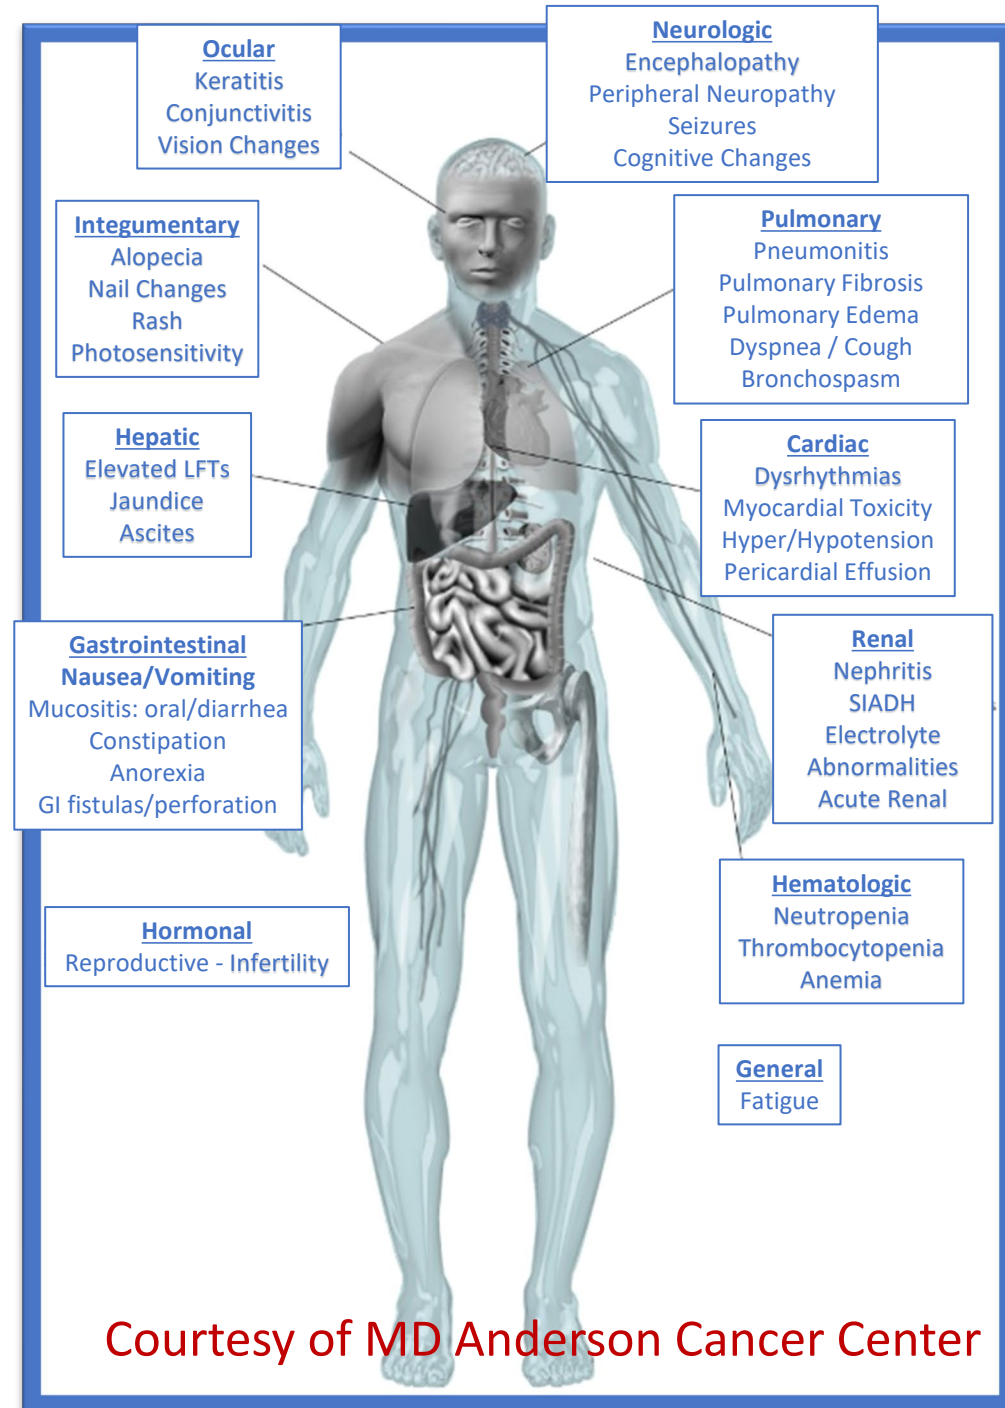 Ocular
Keratitis
Conjunctivitis
Vision Changes
Neurologic
Encephalopathy
Peripheral Neuropathy
Seizures
Cognitive Changes
Integumentary
Alopecia
Nail Changes
Rash
Photosensitivity
Pulmonary
Pneumonitis
Pulmonary Fibrosis
Pulmonary Edema
Dyspnea / Cough
Bronchospasm
Hepatic
Elevated LFTs
Jaundice
Ascites
Cardiac
Dysrhythmias
Myocardial Toxicity
Hyper/Hypotension
Pericardial Effusion
Gastrointestinal
Nausea/Vomiting
Mucositis: oral/diarrhea
Constipation
Anorexia
GI fistulas/perforation
Renal
Nephritis
SIADH
Electrolyte
Abnormalities
Acute Renal
Hormonal
Reproductive - Infertility
Hematologic
Neutropenia
Thrombocytopenia
Anemia
General
Fatigue
Courtesy of MD Anderson Cancer Center